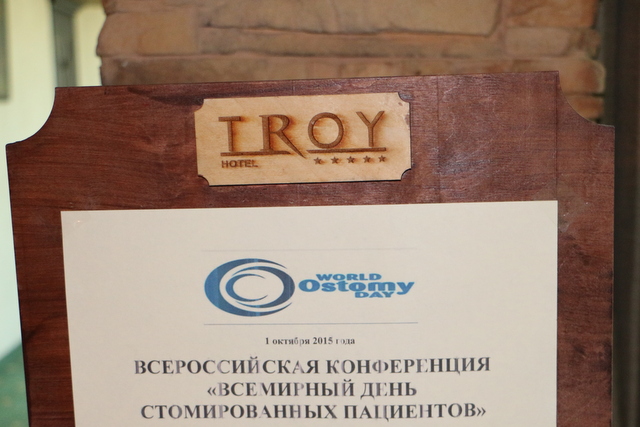 TROY
HOTEL
WORLD
Ostomy
DAY
1 октября 2015 года
ВСЕРОССИЙСКАЯ КОНФЕРЕНЦИЯ
«ВСЕМИРНЫЙ ДЕНЬ
СТОМИРОВАННЫХ ПАЦИЕНТОВ»